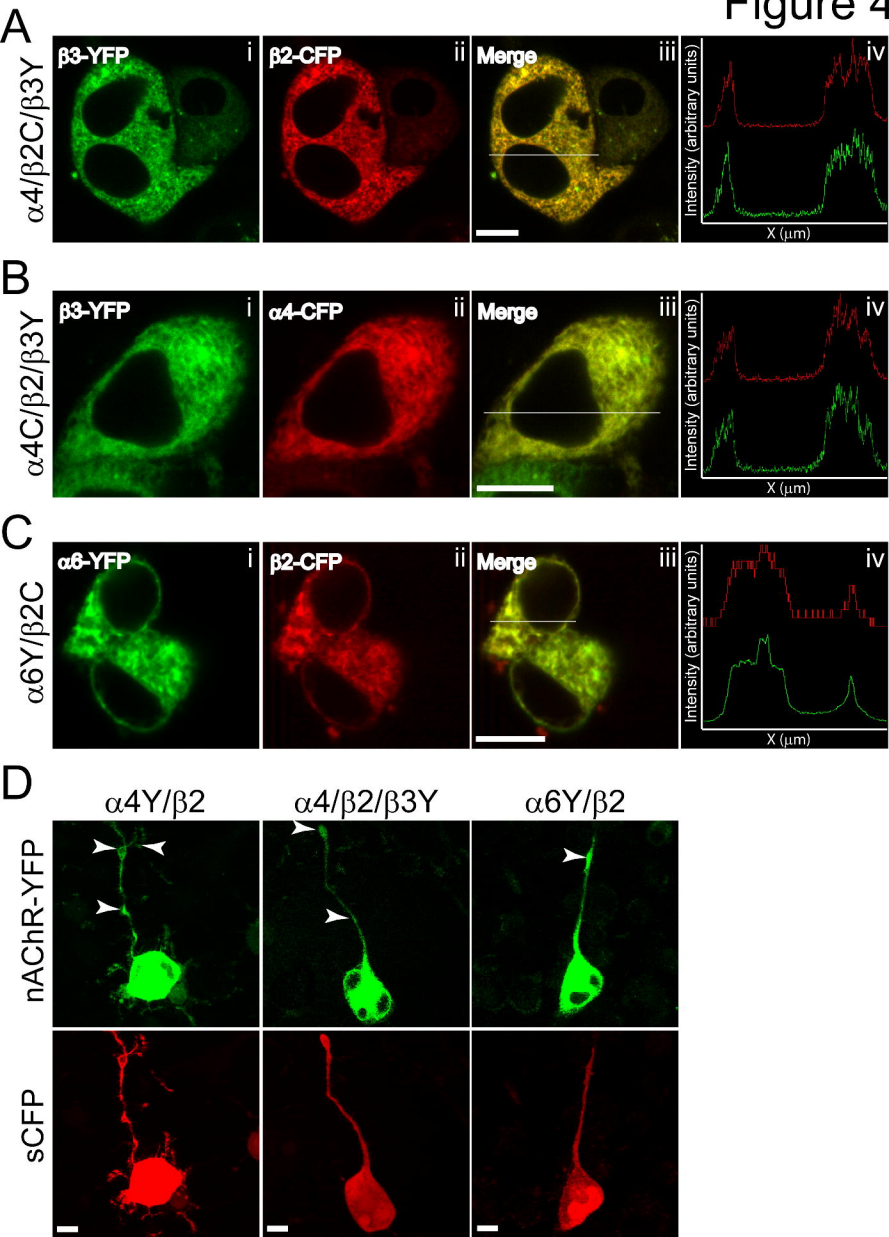 Figure 4
A
α4/β2C/β3Y
β3-YFP i
β2-CFP ii
Merge iii
iv
Intensity (arbitrary units)
X (μm)
B
α4C/β2/β3Y
β3-YFP i
α4-CFP ii
Merge iii
iv
Intensity (arbitrary units)
X (μm)
C
α6Y/β2C
α6-YFP i
β2-CFP ii
Merge iii
iv
Intensity (arbitrary units)
X (μm)
D
α4Y/β2
α4/β2/β3Y
α6Y/β2
nAChR-YFP
sCFP